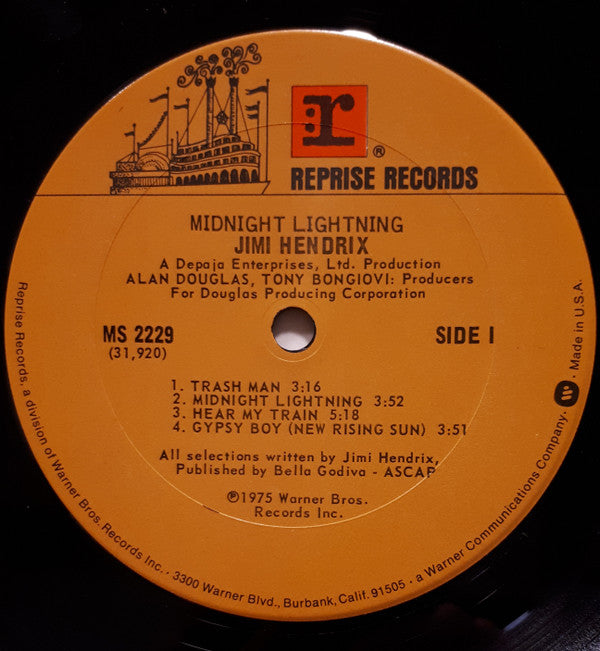 r
®
REPRISE RECORDS
MIDNIGHT LIGHTNING
JIMI HENDRIX
A Depaja Enterprises, Ltd. Production
ALAN DOUGLAS, TONY BONGIOVI: Producers
For Douglas Producing Corporation
MS 2229
(31,920)
SIDE I
1. TRASH MAN 3:16
2. MIDNIGHT LIGHTNING 3:52
3. HEAR MY TRAIN 5:18
4. GYPSY BOY (NEW RISING SUN) 3:51
All selections written by Jimi Hendrix,
Published by Bella Godiva - ASCAP
℗1975 Warner Bros.
Records Inc.
Reprise Records, a division of Warner Bros. Records Inc. · 3300 Warner Blvd., Burbank, Calif. 91505 · a Warner Communications Company. · Made in U.S.A.